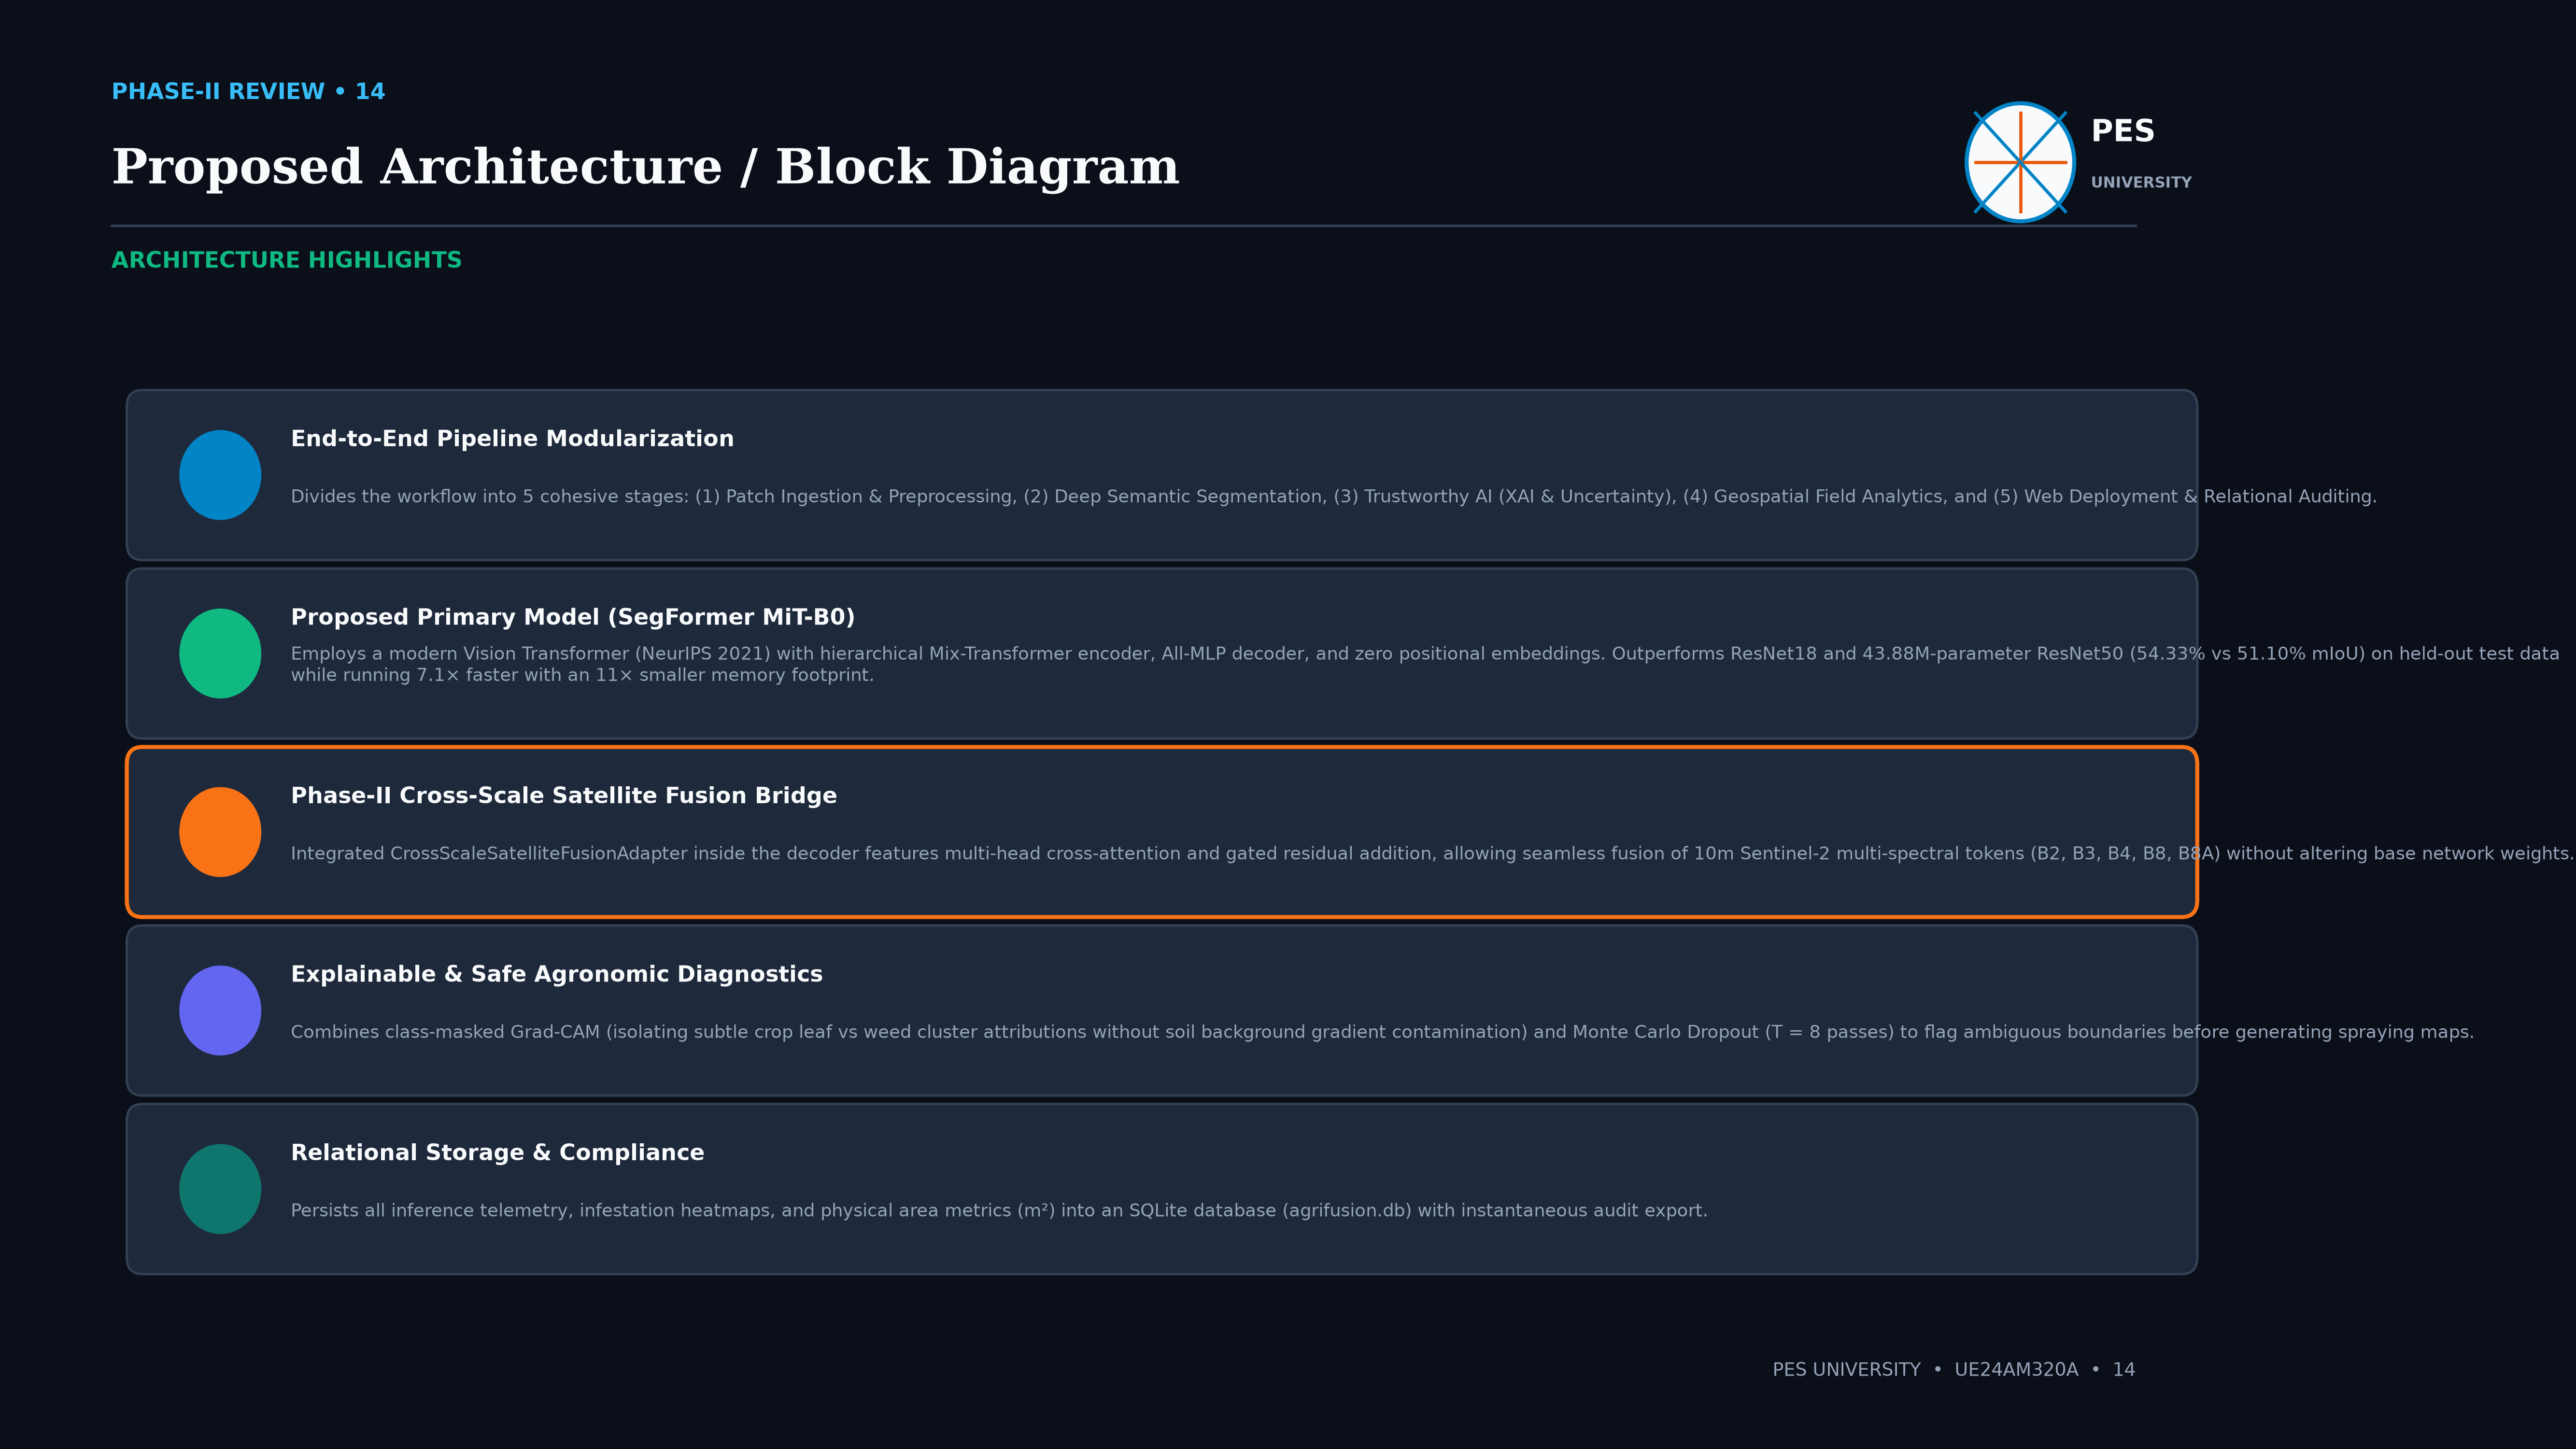 PHASE-II REVIEW • 14
Proposed Architecture / Block Diagram
PES
UNIVERSITY
ARCHITECTURE HIGHLIGHTS
End-to-End Pipeline Modularization
Divides the workflow into 5 cohesive stages: (1) Patch Ingestion & Preprocessing, (2) Deep Semantic Segmentation, (3) Trustworthy AI (XAI & Uncertainty), (4) Geospatial Field Analytics, and (5) Web Deployment & Relational Auditing.
Proposed Primary Model (SegFormer MiT-B0)
Employs a modern Vision Transformer (NeurIPS 2021) with hierarchical Mix-Transformer encoder, All-MLP decoder, and zero positional embeddings. Outperforms ResNet18 and 43.88M-parameter ResNet50 (54.33% vs 51.10% mIoU) on held-out test data
while running 7.1× faster with an 11× smaller memory footprint.
Phase-II Cross-Scale Satellite Fusion Bridge
Integrated CrossScaleSatelliteFusionAdapter inside the decoder features multi-head cross-attention and gated residual addition, allowing seamless fusion of 10m Sentinel-2 multi-spectral tokens (B2, B3, B4, B8, B8A) without altering base network weights.
Explainable & Safe Agronomic Diagnostics
Combines class-masked Grad-CAM (isolating subtle crop leaf vs weed cluster attributions without soil background gradient contamination) and Monte Carlo Dropout (T = 8 passes) to flag ambiguous boundaries before generating spraying maps.
Relational Storage & Compliance
Persists all inference telemetry, infestation heatmaps, and physical area metrics (m²) into an SQLite database (agrifusion.db) with instantaneous audit export.
PES UNIVERSITY • UE24AM320A • 14